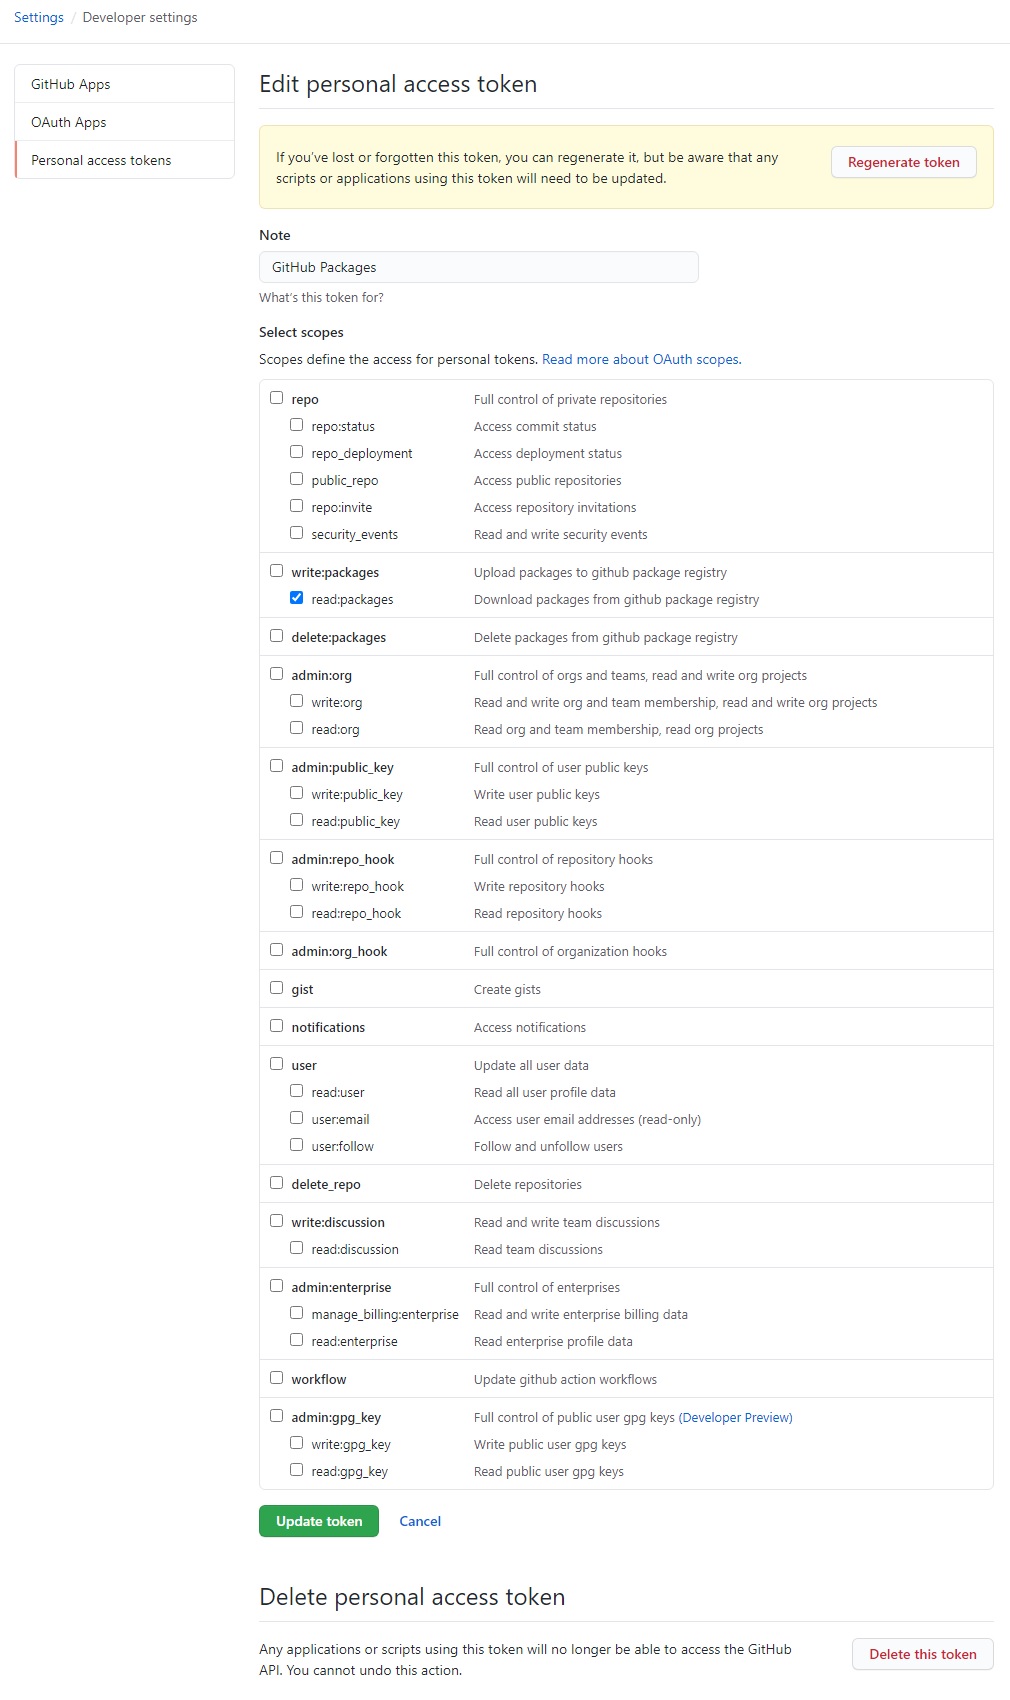 Settings / Developer settings
GitHub Apps
OAuth Apps
Personal access tokens
Edit personal access token
If you've lost or forgotten this token, you can regenerate it, but be aware that any
scripts or applications using this token will need to be updated.
Regenerate token
Note
GitHub Packages
What's this token for?
Select scopes
Scopes define the access for personal tokens. Read more about OAuth scopes.
repo Full control of private repositories
repo:status Access commit status
repo_deployment Access deployment status
public_repo Access public repositories
repo:invite Access repository invitations
security_events Read and write security events
write:packages Upload packages to github package registry
read:packages Download packages from github package registry
delete:packages Delete packages from github package registry
admin:org Full control of orgs and teams, read and write org projects
write:org Read and write org and team membership, read and write org projects
read:org Read org and team membership, read org projects
admin:public_key Full control of user public keys
write:public_key Write user public keys
read:public_key Read user public keys
admin:repo_hook Full control of repository hooks
write:repo_hook Write repository hooks
read:repo_hook Read repository hooks
admin:org_hook Full control of organization hooks
gist Create gists
notifications Access notifications
user Update all user data
read:user Read all user profile data
user:email Access user email addresses (read-only)
user:follow Follow and unfollow users
delete_repo Delete repositories
write:discussion Read and write team discussions
read:discussion Read team discussions
admin:enterprise Full control of enterprises
manage_billing:enterprise Read and write enterprise billing data
read:enterprise Read enterprise profile data
workflow Update github action workflows
admin:gpg_key Full control of public user gpg keys (Developer Preview)
write:gpg_key Write public user gpg keys
read:gpg_key Read public user gpg keys
Update token Cancel
Delete personal access token
Any applications or scripts using this token will no longer be able to access the GitHub
API. You cannot undo this action.
Delete this token